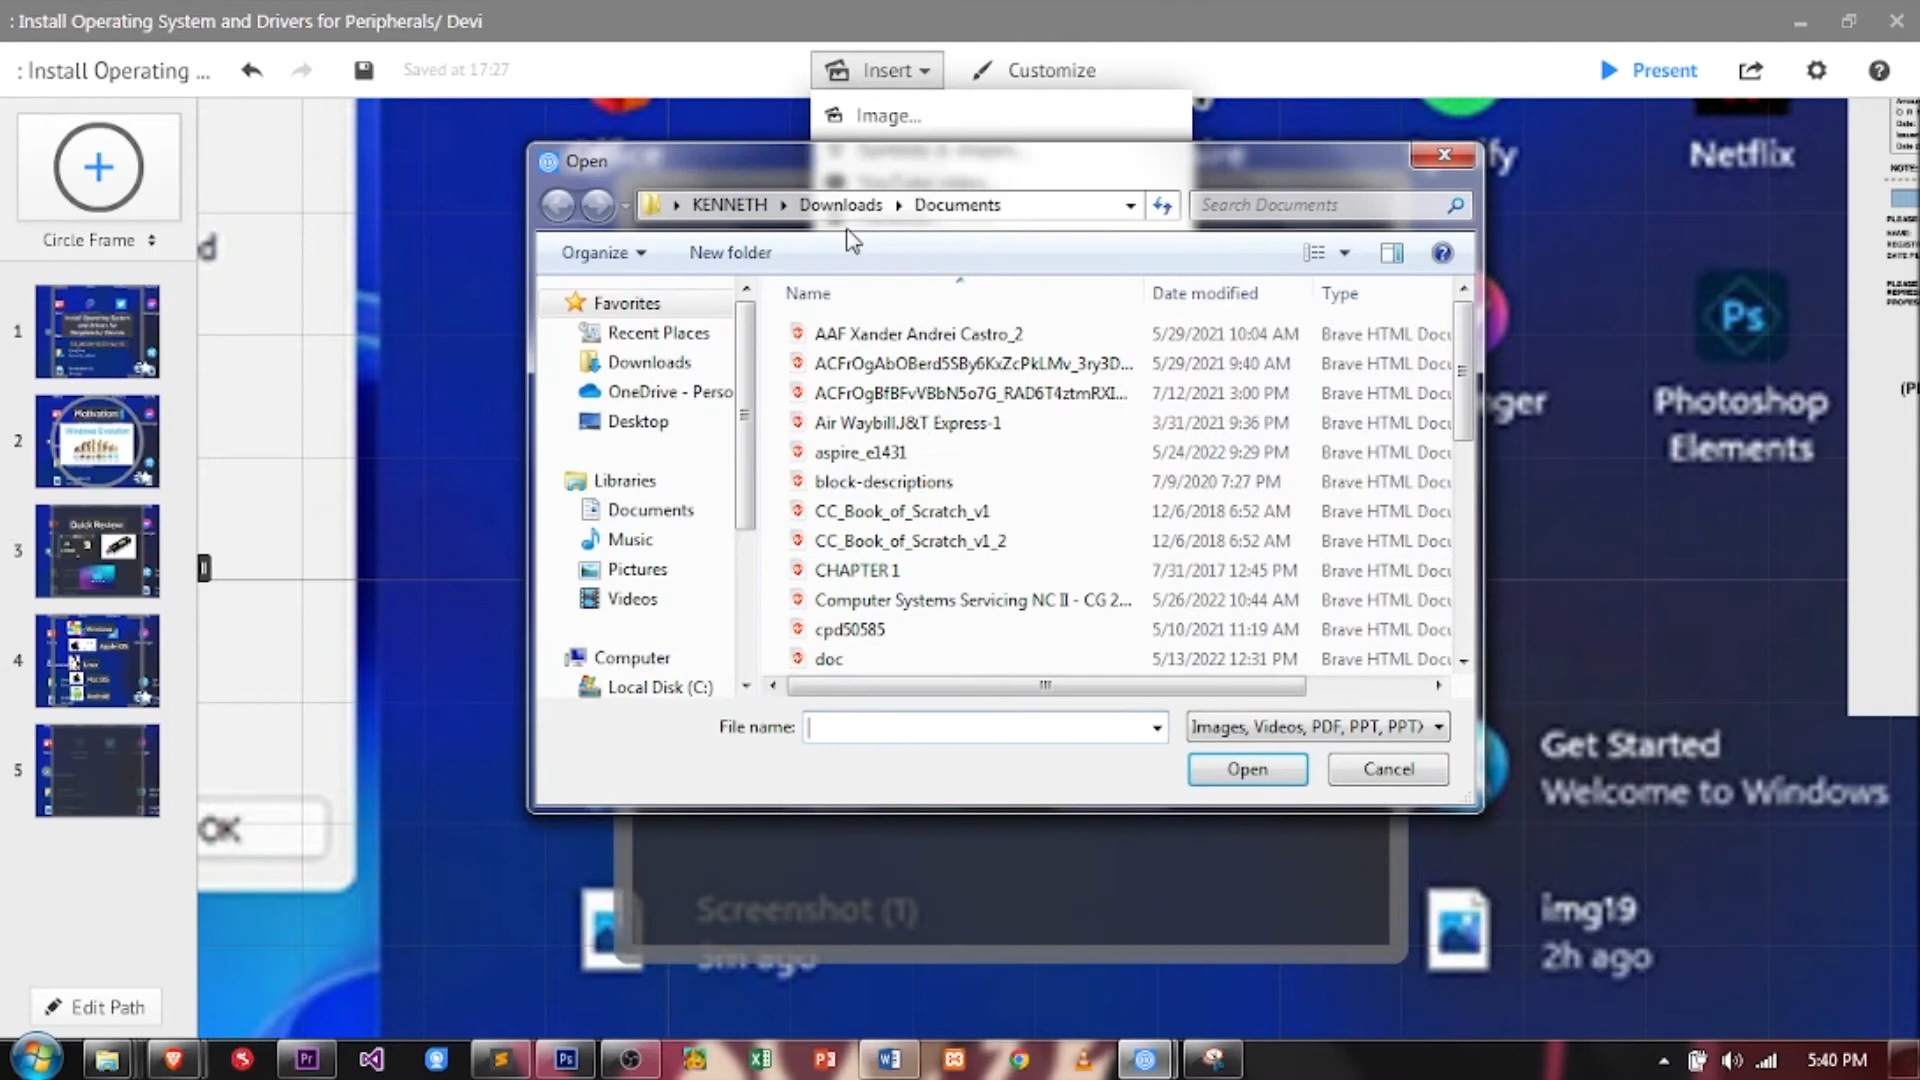 : Install Operating System and Drivers for Peripherals/ Devi
: Install Operating ...
Saved at 17:27
Insert
Customize
Present
Image...
Circle Frame
1
2
3
4
5
Motivation
Quick Review
Edit Path
OK
Netflix
Photoshop
Elements
Get Started
Welcome to Windows
Screenshot (1)
3m ago
img19
2h ago
Open
KENNETH
Downloads
Documents
Search Documents
Organize
New folder
Favorites
Recent Places
Downloads
OneDrive - Perso
Desktop
Libraries
Documents
Music
Pictures
Videos
Computer
Local Disk (C:)
Name Date modified Type
AAF Xander Andrei Castro_2 5/29/2021 10:04 AM Brave HTML Docu
ACFrOgAbOBerd5SBy6KxZcPkLMv_3ry3D... 5/29/2021 9:40 AM Brave HTML Docu
ACFrOgBfBFvVBbN5o7G_RAD6T4ztmRXI... 7/12/2021 3:00 PM Brave HTML Docu
Air Waybill.J&T Express-1 3/31/2021 9:36 PM Brave HTML Docu
aspire_e1431 5/24/2022 9:29 PM Brave HTML Docu
block-descriptions 7/9/2020 7:27 PM Brave HTML Docu
CC_Book_of_Scratch_v1 12/6/2018 6:52 AM Brave HTML Docu
CC_Book_of_Scratch_v1_2 12/6/2018 6:52 AM Brave HTML Docu
CHAPTER 1 7/31/2017 12:45 PM Brave HTML Docu
Computer Systems Servicing NC II - CG 2... 5/26/2022 10:44 AM Brave HTML Docu
cpd50585 5/10/2021 11:19 AM Brave HTML Docu
doc 5/13/2022 12:31 PM Brave HTML Docu
File name:
Images, Videos, PDF, PPT, PPTX
Open
Cancel
5:40 PM